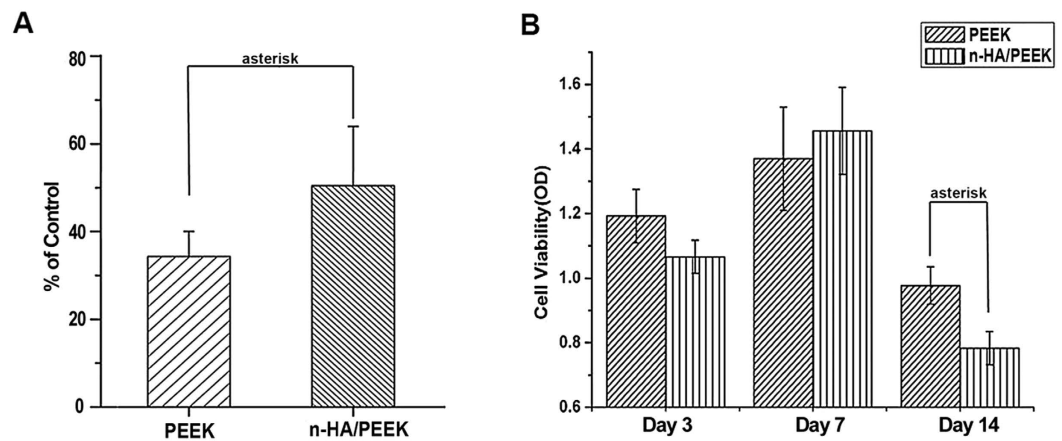 A
80
60
40
20
0
% of Control
asterisk
PEEK
n-HA/PEEK
B
PEEK
n-HA/PEEK
1.6
1.4
1.2
1.0
0.8
0.6
Cell Viability(OD)
asterisk
Day 3
Day 7
Day 14